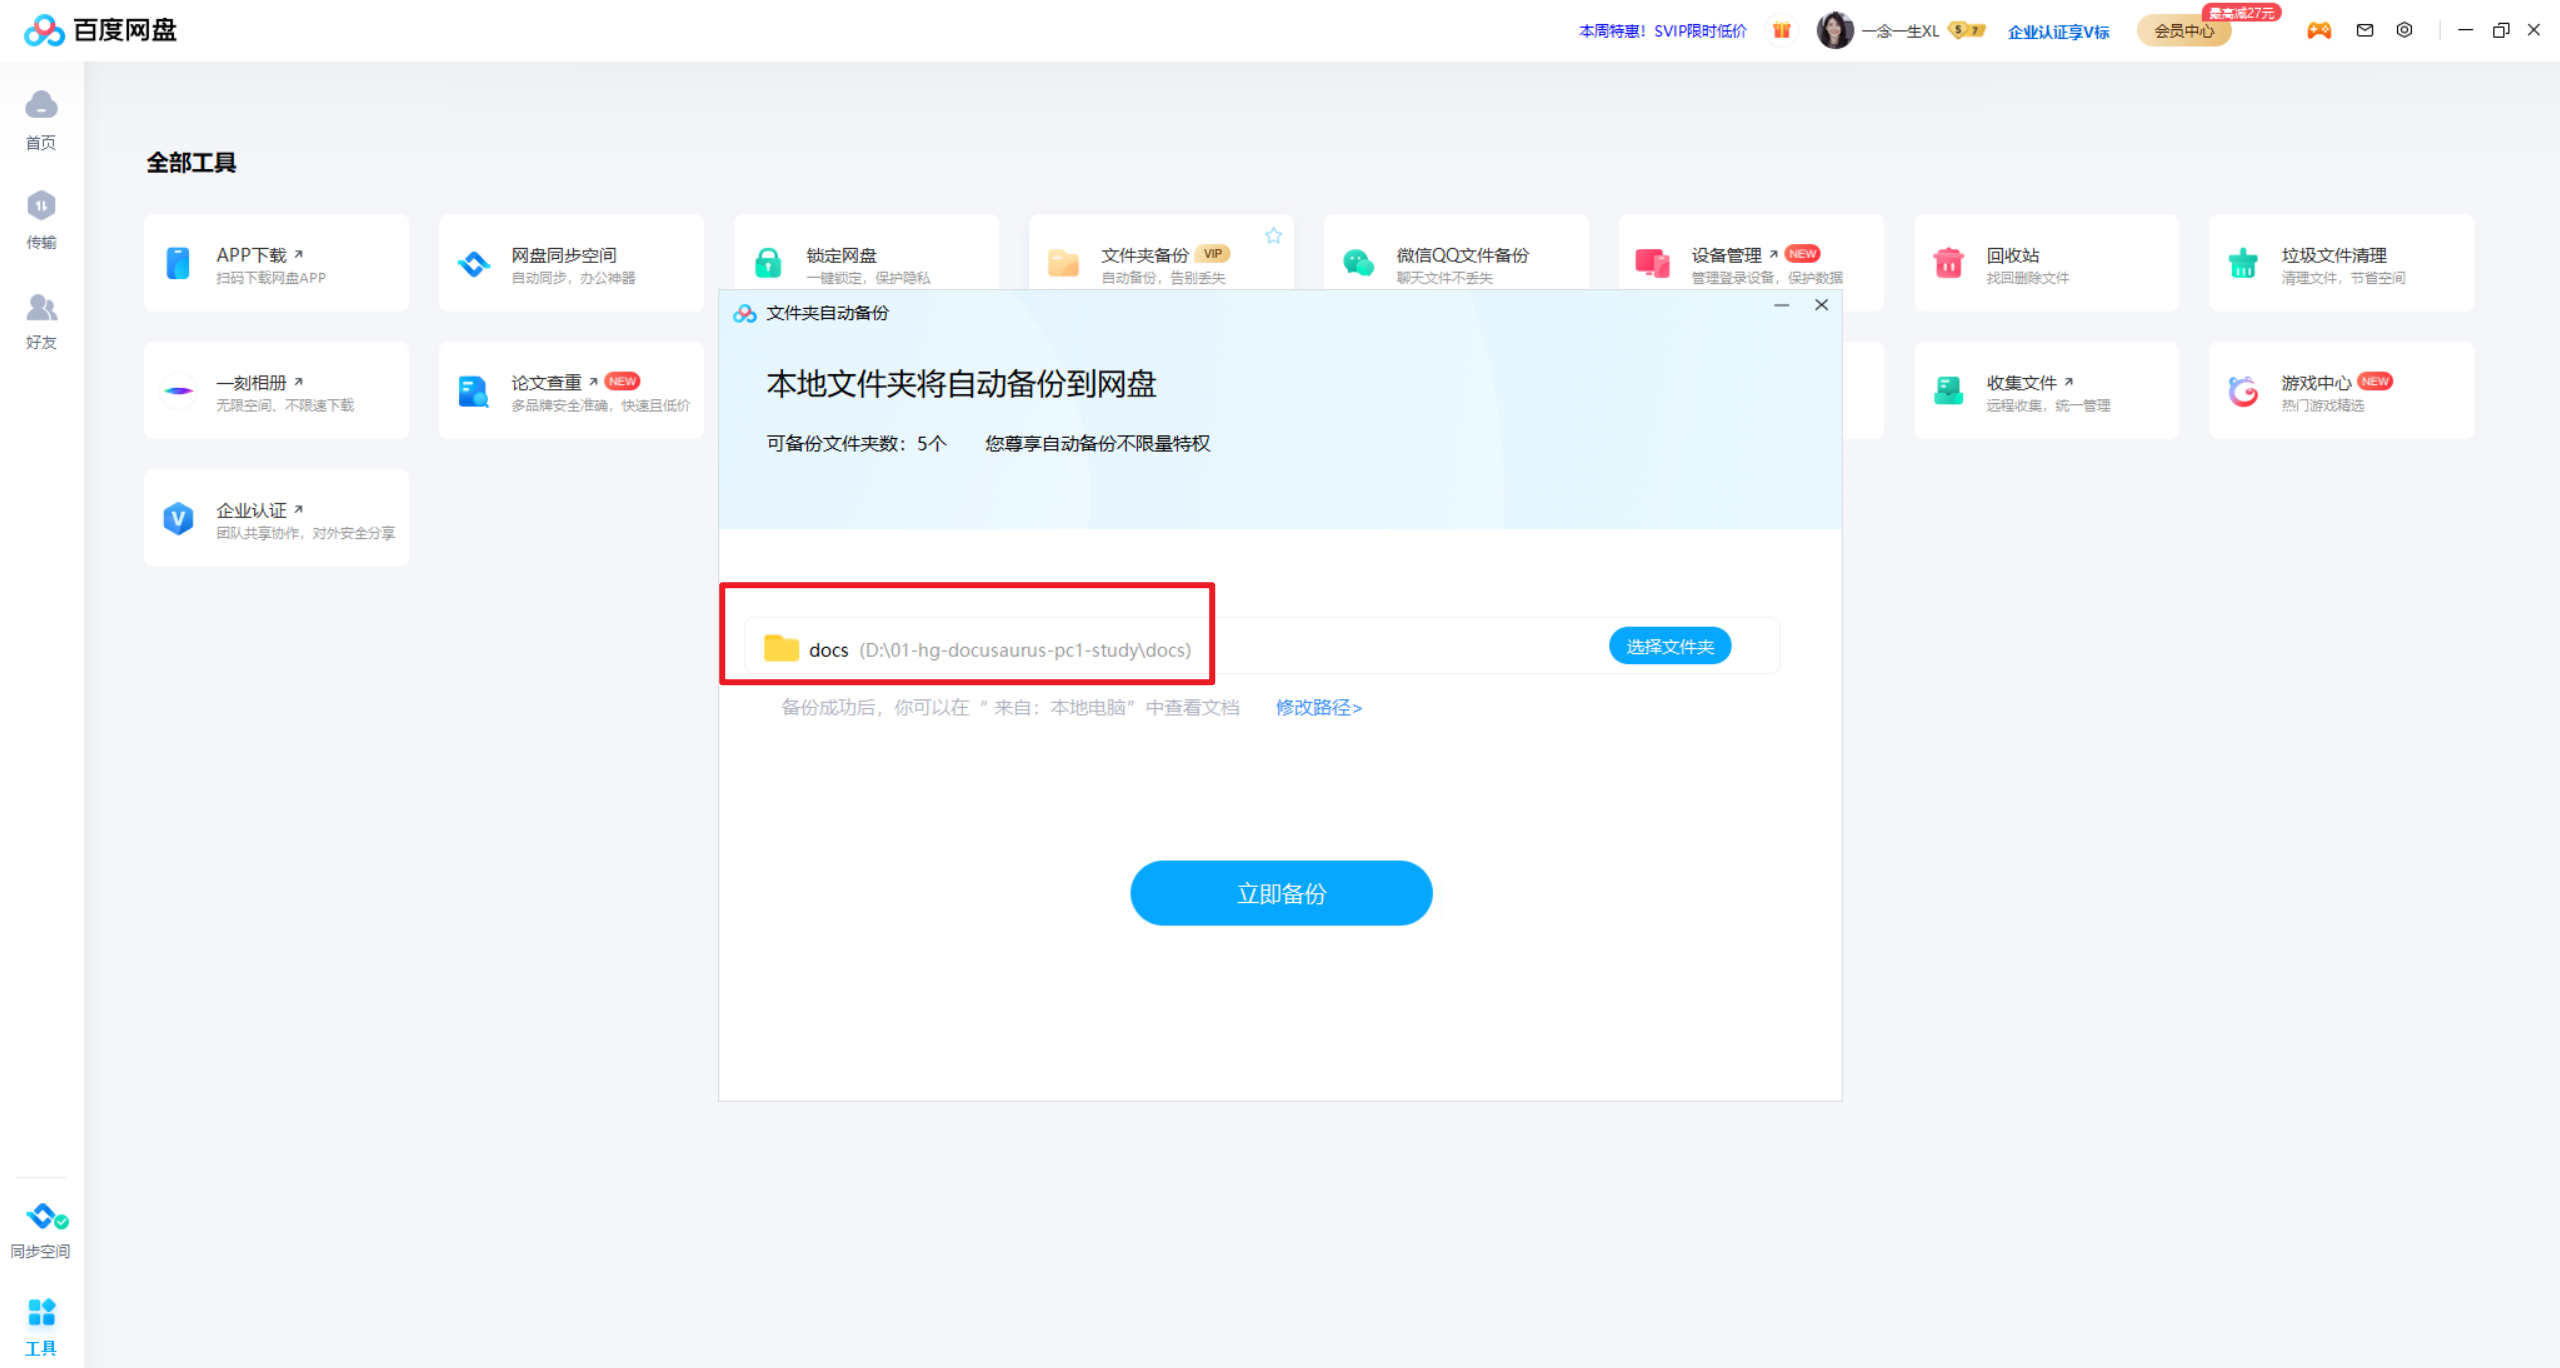 百度网盘
本周特惠！SVIP限时低价
一念一生XL
S 7
企业认证享V标
会员中心
最高减27元
首页
传输
好友
同步空间
工具
全部工具
APP下载
扫码下载网盘APP
网盘同步空间
自动同步，办公神器
锁定网盘
一键锁定，保护隐私
文件夹备份 VIP
自动备份，告别丢失
微信QQ文件备份
聊天文件不丢失
设备管理 NEW
管理登录设备，保护数据
回收站
找回删除文件
垃圾文件清理
清理文件，节省空间
一刻相册
无限空间、不限速下载
论文查重 NEW
多品牌安全准确，快速且低价
收集文件
远程收集，统一管理
游戏中心 NEW
热门游戏精选
V
企业认证
团队共享协作，对外安全分享
文件夹自动备份
本地文件夹将自动备份到网盘
可备份文件夹数：5个 您尊享自动备份不限量特权
docs (D:\01-hg-docusaurus-pc1-study\docs)
选择文件夹
备份成功后，你可以在“ 来自：本地电脑”中查看文档 修改路径>
立即备份